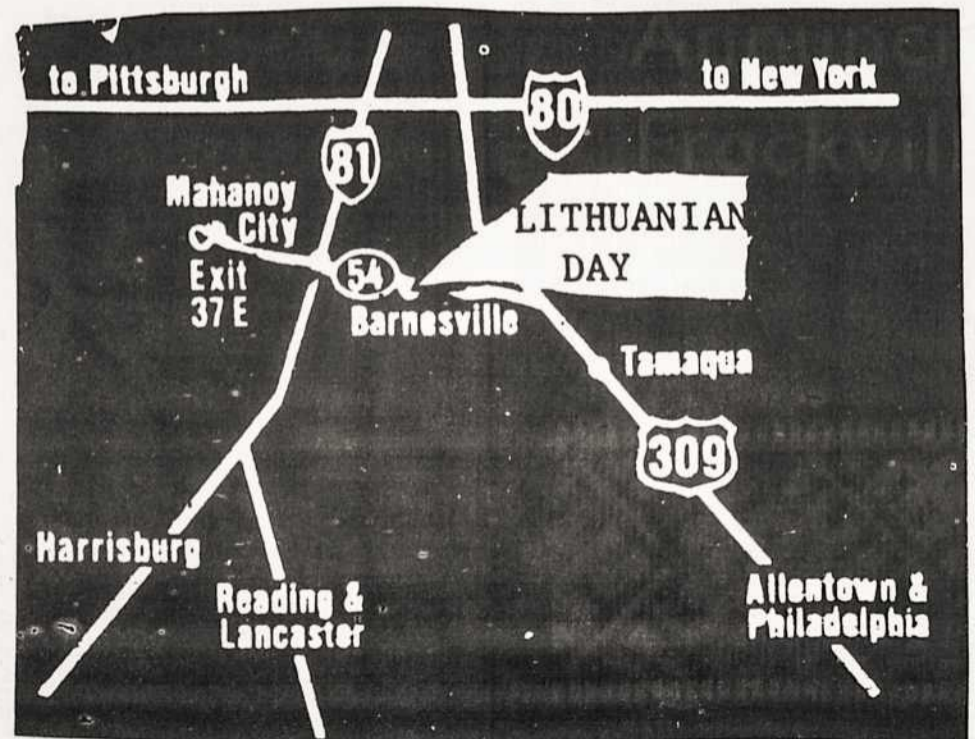 to Pittsburgh
to New York
80
81
Mahanoy
City
Exit
37 E
54
LITHUANIAN
DAY
Barnesville
Tamaqua
309
Harrisburg
Reading &
Lancaster
Allentown &
Philadelphia